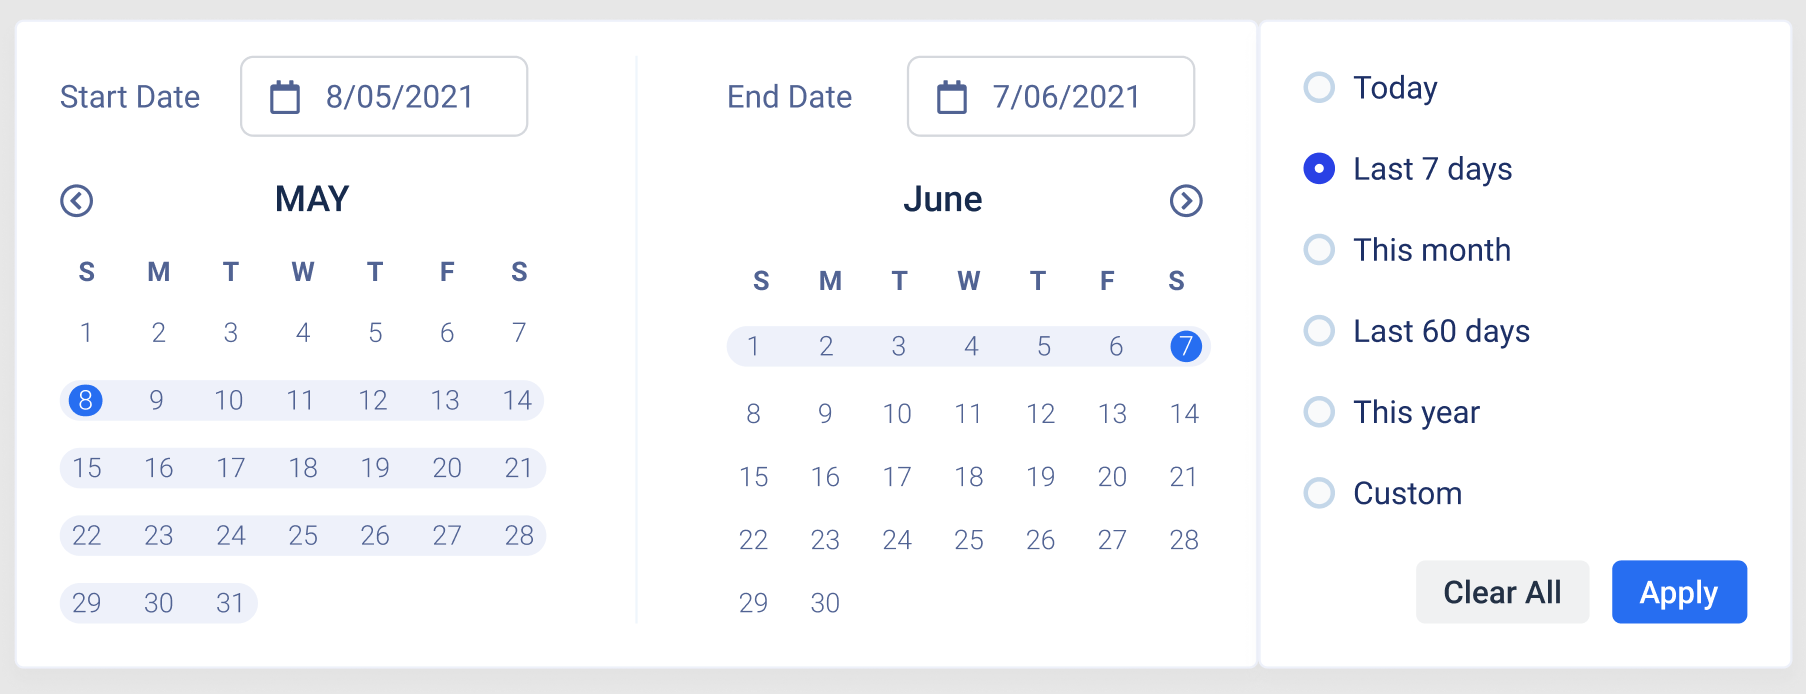 Start Date 8/05/2021
MAY
S M T W T F S
1 2 3 4 5 6 7
8 9 10 11 12 13 14
15 16 17 18 19 20 21
22 23 24 25 26 27 28
29 30 31
End Date 7/06/2021
June
S M T W T F S
1 2 3 4 5 6 7
8 9 10 11 12 13 14
15 16 17 18 19 20 21
22 23 24 25 26 27 28
29 30
Today
Last 7 days
This month
Last 60 days
This year
Custom
Clear All Apply